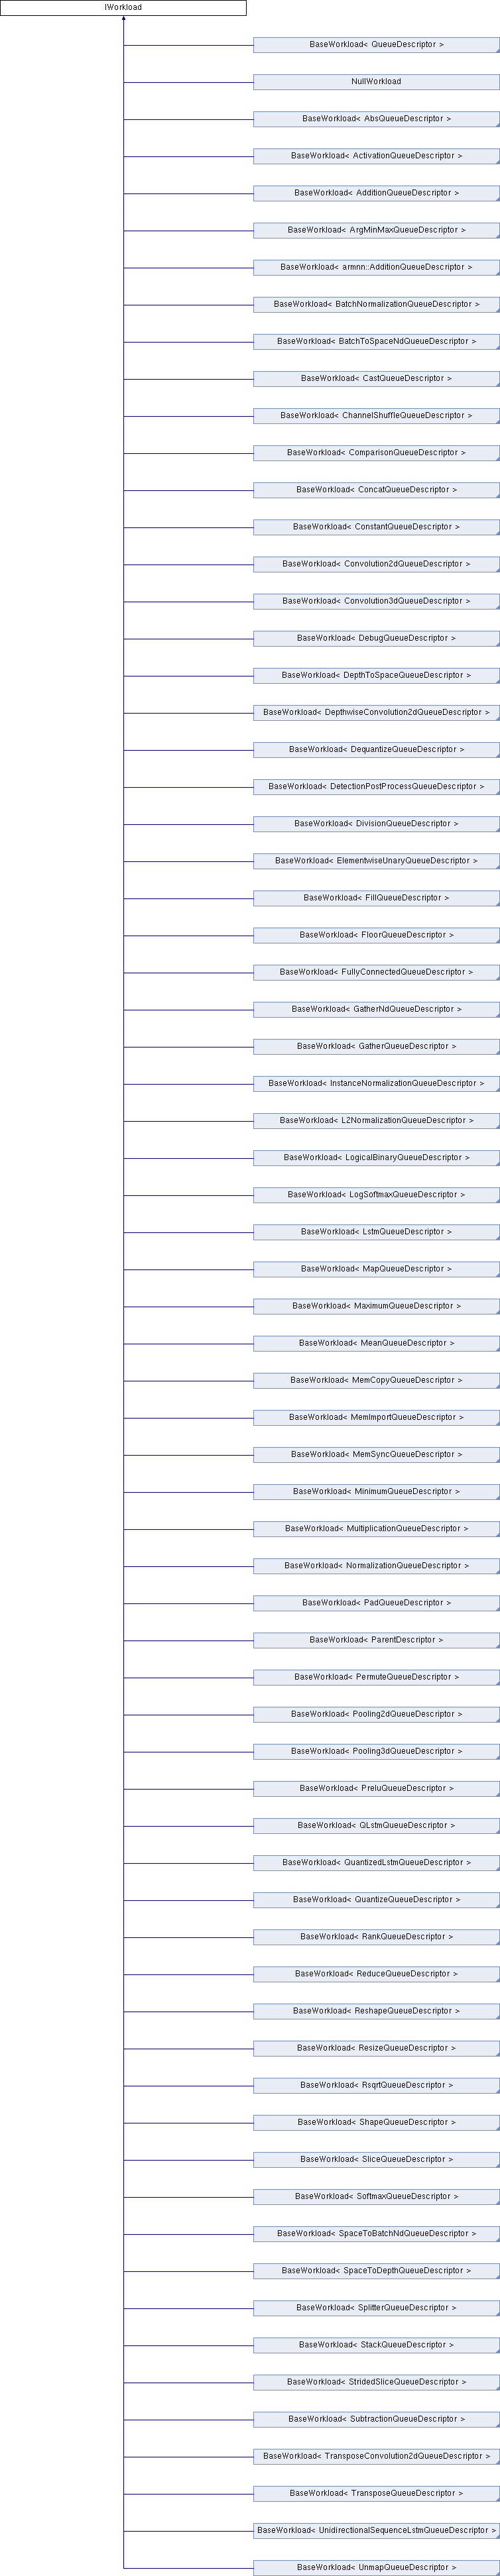 IWorkload
BaseWorkload< QueueDescriptor >
NullWorkload
BaseWorkload< AbsQueueDescriptor >
BaseWorkload< ActivationQueueDescriptor >
BaseWorkload< AdditionQueueDescriptor >
BaseWorkload< ArgMinMaxQueueDescriptor >
BaseWorkload< armnn::AdditionQueueDescriptor >
BaseWorkload< BatchNormalizationQueueDescriptor >
BaseWorkload< BatchToSpaceNdQueueDescriptor >
BaseWorkload< CastQueueDescriptor >
BaseWorkload< ChannelShuffleQueueDescriptor >
BaseWorkload< ComparisonQueueDescriptor >
BaseWorkload< ConcatQueueDescriptor >
BaseWorkload< ConstantQueueDescriptor >
BaseWorkload< Convolution2dQueueDescriptor >
BaseWorkload< Convolution3dQueueDescriptor >
BaseWorkload< DebugQueueDescriptor >
BaseWorkload< DepthToSpaceQueueDescriptor >
BaseWorkload< DepthwiseConvolution2dQueueDescriptor >
BaseWorkload< DequantizeQueueDescriptor >
BaseWorkload< DetectionPostProcessQueueDescriptor >
BaseWorkload< DivisionQueueDescriptor >
BaseWorkload< ElementwiseUnaryQueueDescriptor >
BaseWorkload< FillQueueDescriptor >
BaseWorkload< FloorQueueDescriptor >
BaseWorkload< FullyConnectedQueueDescriptor >
BaseWorkload< GatherNdQueueDescriptor >
BaseWorkload< GatherQueueDescriptor >
BaseWorkload< InstanceNormalizationQueueDescriptor >
BaseWorkload< L2NormalizationQueueDescriptor >
BaseWorkload< LogicalBinaryQueueDescriptor >
BaseWorkload< LogSoftmaxQueueDescriptor >
BaseWorkload< LstmQueueDescriptor >
BaseWorkload< MapQueueDescriptor >
BaseWorkload< MaximumQueueDescriptor >
BaseWorkload< MeanQueueDescriptor >
BaseWorkload< MemCopyQueueDescriptor >
BaseWorkload< MemImportQueueDescriptor >
BaseWorkload< MemSyncQueueDescriptor >
BaseWorkload< MinimumQueueDescriptor >
BaseWorkload< MultiplicationQueueDescriptor >
BaseWorkload< NormalizationQueueDescriptor >
BaseWorkload< PadQueueDescriptor >
BaseWorkload< ParentDescriptor >
BaseWorkload< PermuteQueueDescriptor >
BaseWorkload< Pooling2dQueueDescriptor >
BaseWorkload< Pooling3dQueueDescriptor >
BaseWorkload< PreluQueueDescriptor >
BaseWorkload< QLstmQueueDescriptor >
BaseWorkload< QuantizedLstmQueueDescriptor >
BaseWorkload< QuantizeQueueDescriptor >
BaseWorkload< RankQueueDescriptor >
BaseWorkload< ReduceQueueDescriptor >
BaseWorkload< ReshapeQueueDescriptor >
BaseWorkload< ResizeQueueDescriptor >
BaseWorkload< RsqrtQueueDescriptor >
BaseWorkload< ShapeQueueDescriptor >
BaseWorkload< SliceQueueDescriptor >
BaseWorkload< SoftmaxQueueDescriptor >
BaseWorkload< SpaceToBatchNdQueueDescriptor >
BaseWorkload< SpaceToDepthQueueDescriptor >
BaseWorkload< SplitterQueueDescriptor >
BaseWorkload< StackQueueDescriptor >
BaseWorkload< StridedSliceQueueDescriptor >
BaseWorkload< SubtractionQueueDescriptor >
BaseWorkload< TransposeConvolution2dQueueDescriptor >
BaseWorkload< TransposeQueueDescriptor >
BaseWorkload< UnidirectionalSequenceLstmQueueDescriptor >
BaseWorkload< UnmapQueueDescriptor >